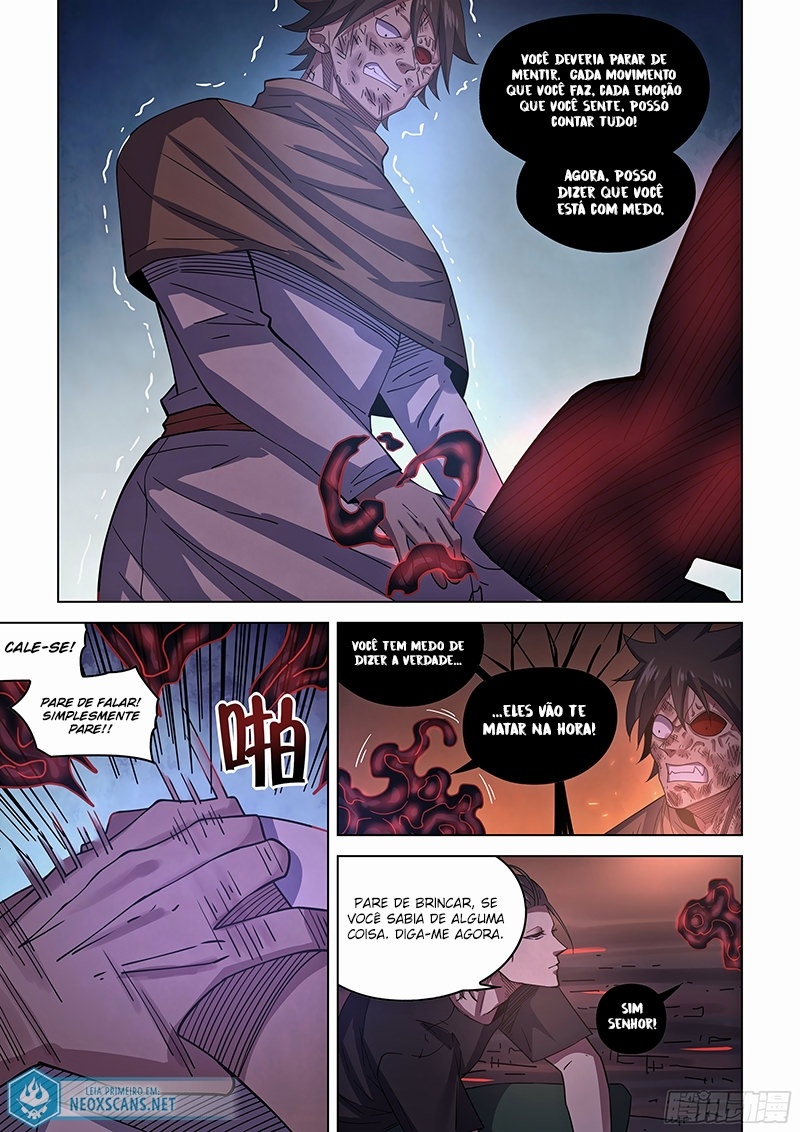 VOCÊ DEVERIA PARAR DE
MENTIR. CADA MOVIMENTO
QUE VOCÊ FAZ, CADA EMOÇÃO
QUE VOCÊ SENTE, POSSO
CONTAR TUDO!
AGORA, POSSO
DIZER QUE VOCÊ
ESTÁ COM MEDO.
CALE-SE!
PARE DE FALAR!
SIMPLESMENTE
PARE!!
啪
VOCÊ TEM MEDO DE
DIZER A VERDADE...
...ELES VÃO TE
MATAR NA HORA!
PARE DE BRINCAR, SE
VOCÊ SABIA DE ALGUMA
COISA. DIGA-ME AGORA.
SIM
SENHOR!
LEIA PRIMEIRO EM:
NEOXSCANS.NET
腾讯动漫